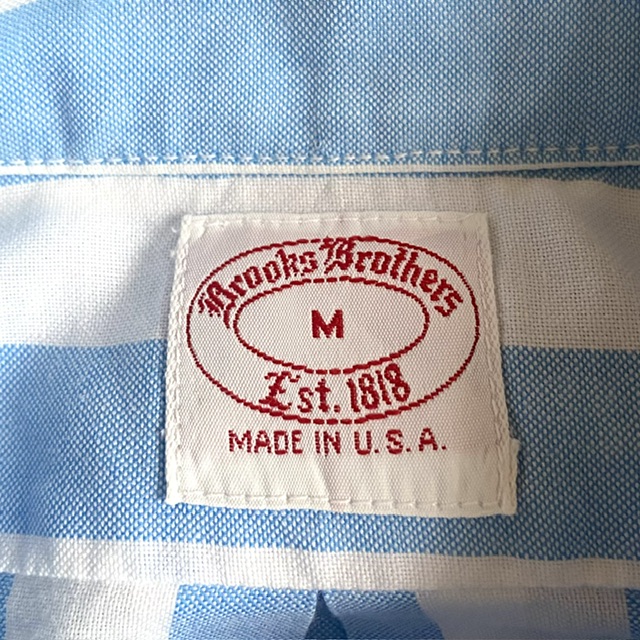 Brooks Brothers
M
Est. 1818
MADE IN U.S.A.